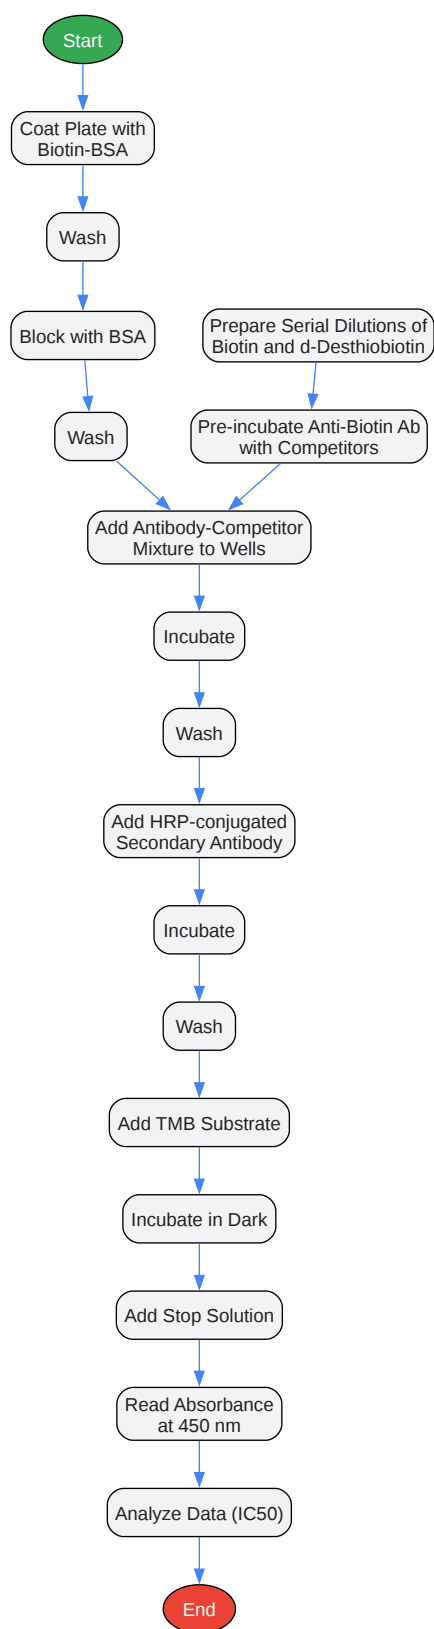 Start
Coat Plate with
Biotin-BSA
Wash
Block with BSA
Prepare Serial Dilutions of
Biotin and d-Desthiobiotin
Wash
Pre-incubate Anti-Biotin Ab
with Competitors
Add Antibody-Competitor
Mixture to Wells
Incubate
Wash
Add HRP-conjugated
Secondary Antibody
Incubate
Wash
Add TMB Substrate
Incubate in Dark
Add Stop Solution
Read Absorbance
at 450 nm
Analyze Data (IC50)
End